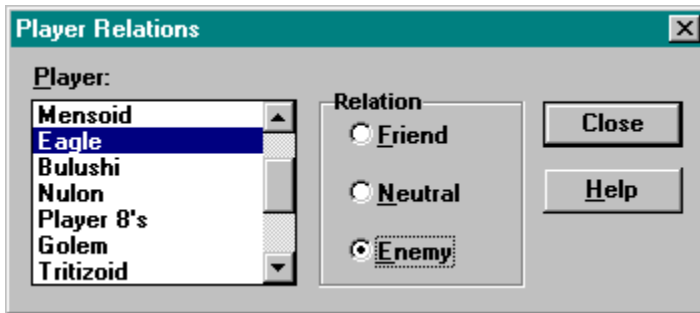 Player Relations
Player:
Mensoid
Eagle
Bulushi
Nulon
Player 8's
Golem
Tritizoid
Relation
Friend
Neutral
Enemy
Close
Help